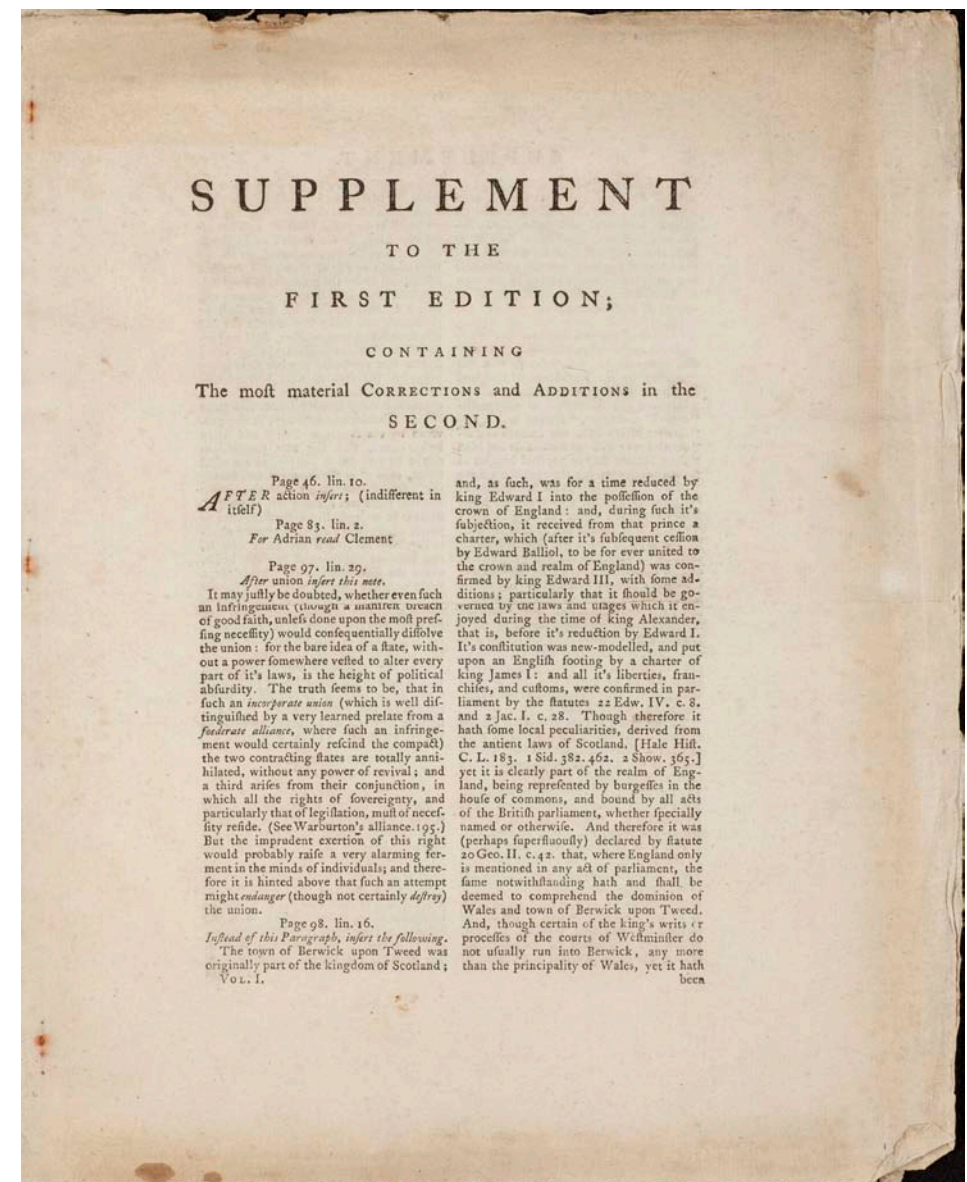 SUPPLEMENT
TO THE
FIRST EDITION;
CONTAINING
The moſt material CORRECTIONS and ADDITIONS in the
SECOND.
Page 46. lin. 10.
AFTER action inſert; (indifferent in
itſelf)
Page 83. lin. 2.
For Adrian read Clement
Page 97. lin. 29.
After union inſert this note.
It may juſtly be doubted, whether even ſuch
an infringement (though a manifeſt breach
of good faith, unleſs done upon the moſt preſ-
ſing neceſſity) would conſequentially diſſolve
the union : for the bare idea of a ſtate, with-
out a power ſomewhere veſted to alter every
part of it's laws, is the height of political
abſurdity. The truth ſeems to be, that in
ſuch an incorporate union (which is well diſ-
tinguiſhed by a very learned prelate from a
foederate alliance, where ſuch an infringe-
ment would certainly reſcind the compact)
the two contracting ſtates are totally anni-
hilated, without any power of revival; and
a third ariſes from their conjunction, in
which all the rights of ſovereignty, and
particularly that of legiſlation, muſt of neceſ-
ſity reſide. (See Warburton's alliance. 195.)
But the imprudent exertion of this right
would probably raiſe a very alarming fer-
ment in the minds of individuals; and there-
fore it is hinted above that ſuch an attempt
might endanger (though not certainly deſtroy)
the union.
Page 98. lin. 16.
Inſtead of this Paragraph, inſert the following.
The town of Berwick upon Tweed was
originally part of the kingdom of Scotland;
VOL. I.
and, as ſuch, was for a time reduced by
king Edward I into the poſſeſſion of the
crown of England : and, during ſuch it's
ſubjection, it received from that prince a
charter, which (after it's ſubſequent ceſſion
by Edward Balliol, to be for ever united to
the crown and realm of England) was con-
firmed by king Edward III, with ſome ad-
ditions; particularly that it ſhould be go-
verned by the laws and uſages which it en-
joyed during the time of king Alexander,
that is, before it's reduction by Edward I.
It's conſtitution was new-modelled, and put
upon an Engliſh footing by a charter of
king James I: and all it's liberties, fran-
chiſes, and cuſtoms, were confirmed in par-
liament by the ſtatutes 22 Edw. IV. c. 8.
and 2 Jac. I. c. 28. Though therefore it
hath ſome local peculiarities, derived from
the antient laws of Scotland, [Hale Hiſt.
C. L. 183. 1 Sid. 382. 462. 2 Show. 365.]
yet it is clearly part of the realm of Eng-
land, being repreſented by burgeſſes in the
houſe of commons, and bound by all acts
of the Britiſh parliament, whether ſpecially
named or otherwiſe. And therefore it was
(perhaps ſuperfluouſly) declared by ſtatute
20 Geo. II. c. 42. that, where England only
is mentioned in any act of parliament, the
ſame notwithſtanding hath and ſhall be
deemed to comprehend the dominion of
Wales and town of Berwick upon Tweed.
And, though certain of the king's writs or
proceſſes of the courts of Weſtminſter do
not uſually run into Berwick, any more
than the principality of Wales, yet it hath
been